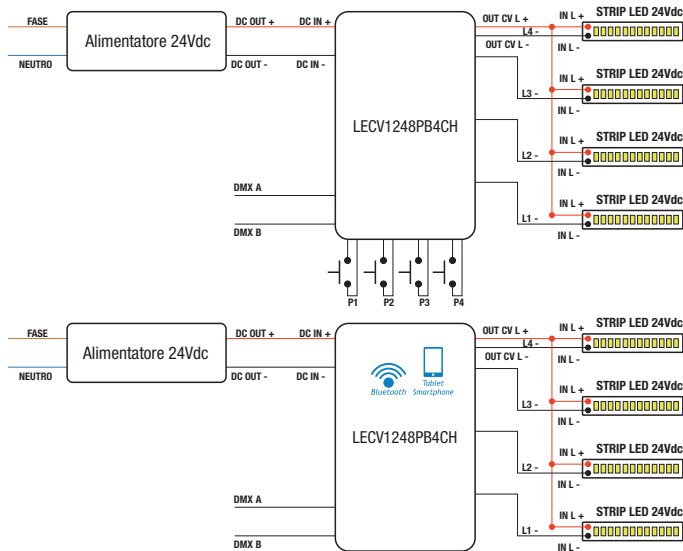 FASE
NEUTRO
Alimentatore 24Vdc
DC OUT +
DC OUT -
DC IN +
DC IN -
LECV1248PB4CH
DMX A
DMX B
P1
P2
P3
P4
OUT CV L +
L4 -
OUT CV L -
L3 -
L2 -
L1 -
IN L +
STRIP LED 24Vdc
IN L -
IN L +
STRIP LED 24Vdc
IN L -
IN L +
STRIP LED 24Vdc
IN L -
IN L +
STRIP LED 24Vdc
IN L -
FASE
NEUTRO
Alimentatore 24Vdc
DC OUT +
DC OUT -
DC IN +
DC IN -
Bluetooth
Tablet
Smartphone
LECV1248PB4CH
DMX A
DMX B
OUT CV L +
L4 -
OUT CV L -
L3 -
L2 -
L1 -
IN L +
STRIP LED 24Vdc
IN L -
IN L +
STRIP LED 24Vdc
IN L -
IN L +
STRIP LED 24Vdc
IN L -
IN L +
STRIP LED 24Vdc
IN L -